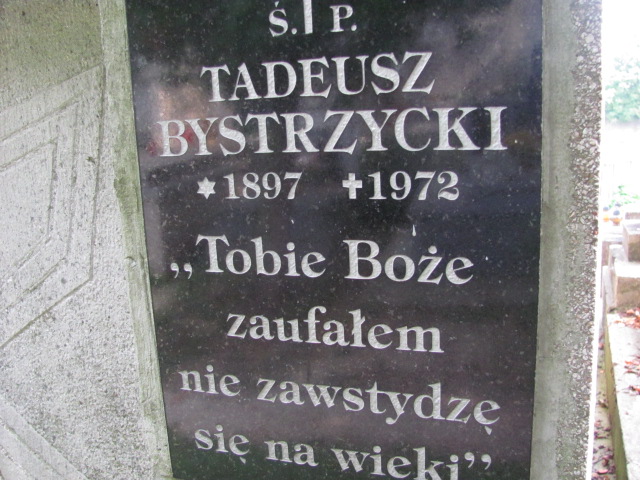 Ś. P.
TADEUSZ
BYSTRZYCKI
* 1897 ✝ 1972
„Tobie Boże
zaufałem
nie zawstydzę
się na wieki”